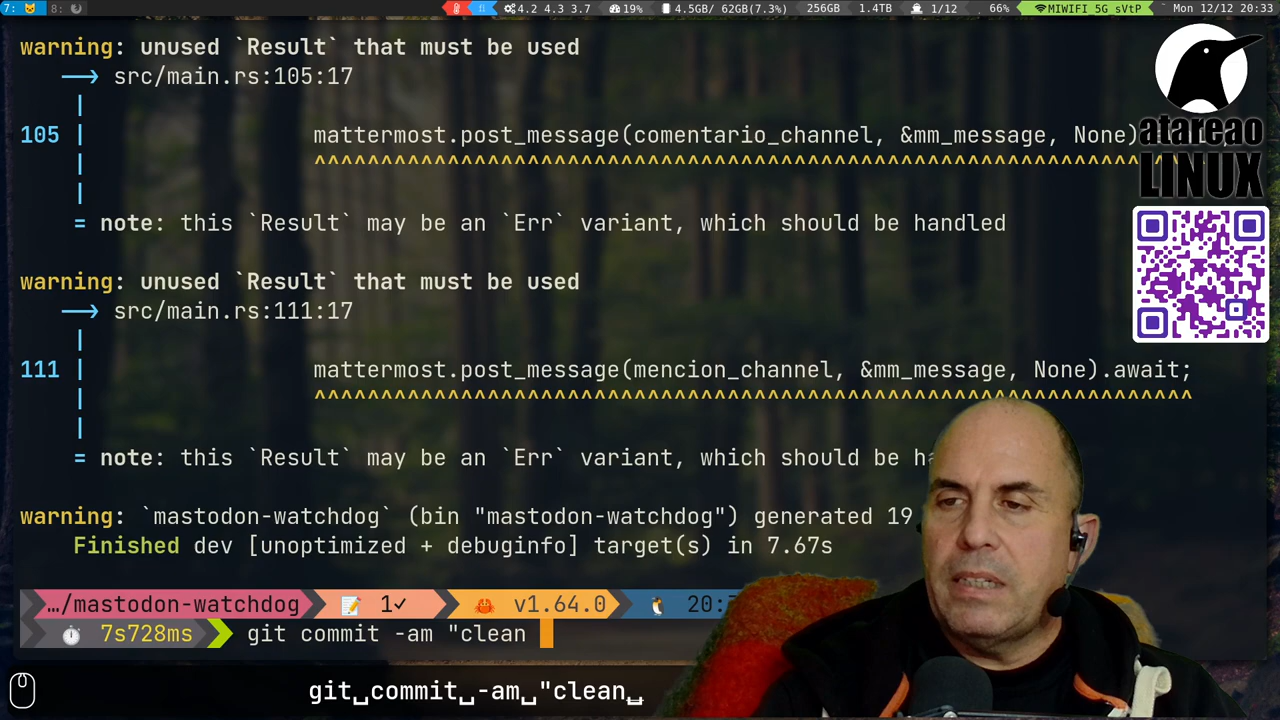 7: 8: 4.2 4.3 3.7 19% 4.5GB/ 62GB(7.3%) 256GB 1.4TB 1/12 66% MIWIFI 5G sVtP Mon 12/12 20:33
warning: unused `Result` that must be used
src/main.rs:105:17
|
105 | mattermost.post_message(comentario_channel, &mm_message, None)
| ^^^^^^^^^^^^^^^^^^^^^^^^^^^^^^^^^^^^^^^^^^^^^^^^^^^^^^^^^^^^^^
|
= note: this `Result` may be an `Err` variant, which should be handled
warning: unused `Result` that must be used
src/main.rs:111:17
|
111 | mattermost.post_message(mencion_channel, &mm_message, None).await;
| ^^^^^^^^^^^^^^^^^^^^^^^^^^^^^^^^^^^^^^^^^^^^^^^^^^^^^^^^^^^^^^^^^^
|
= note: this `Result` may be an `Err` variant, which should be
warning: `mastodon-watchdog` (bin "mastodon-watchdog") generated 19
Finished dev [unoptimized + debuginfo] target(s) in 7.67s
…/mastodon-watchdog 1✓ v1.64.0
7s728ms git commit -am "clean
git␣commit␣-am␣"clean␣
atareao
LINUX